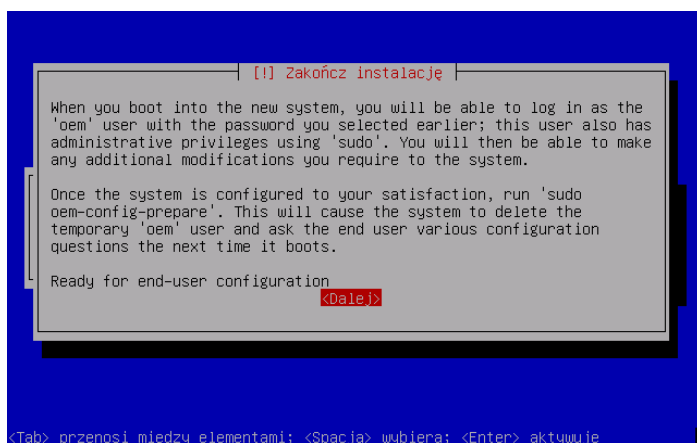 [!] Zakończ instalację
When you boot into the new system, you will be able to log in as the
'oem' user with the password you selected earlier; this user also has
administrative privileges using 'sudo'. You will then be able to make
any additional modifications you require to the system.
Once the system is configured to your satisfaction, run 'sudo
oem-config-prepare'. This will cause the system to delete the
temporary 'oem' user and ask the end user various configuration
questions the next time it boots.
Ready for end-user configuration
<Dalej>
<Tab> przenosi między elementami; <Spacja> wybiera; <Enter> aktywuje